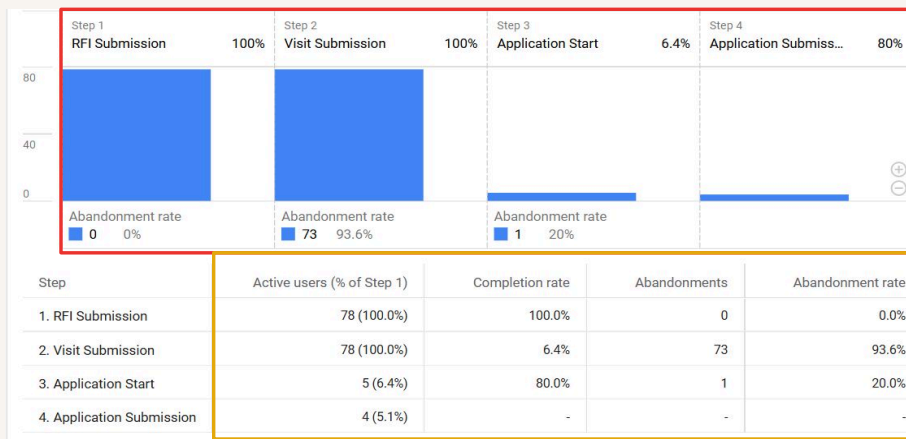 Step 1 Step 2 Step 3 Step 4
RFI Submission 100% Visit Submission 100% Application Start 6.4% Application Submiss... 80%
80
40
0
Abandonment rate Abandonment rate Abandonment rate
0 0% 73 93.6% 1 20%
Step Active users (% of Step 1) Completion rate Abandonments Abandonment rate
1. RFI Submission 78 (100.0%) 100.0% 0 0.0%
2. Visit Submission 78 (100.0%) 6.4% 73 93.6%
3. Application Start 5 (6.4%) 80.0% 1 20.0%
4. Application Submission 4 (5.1%) - - -